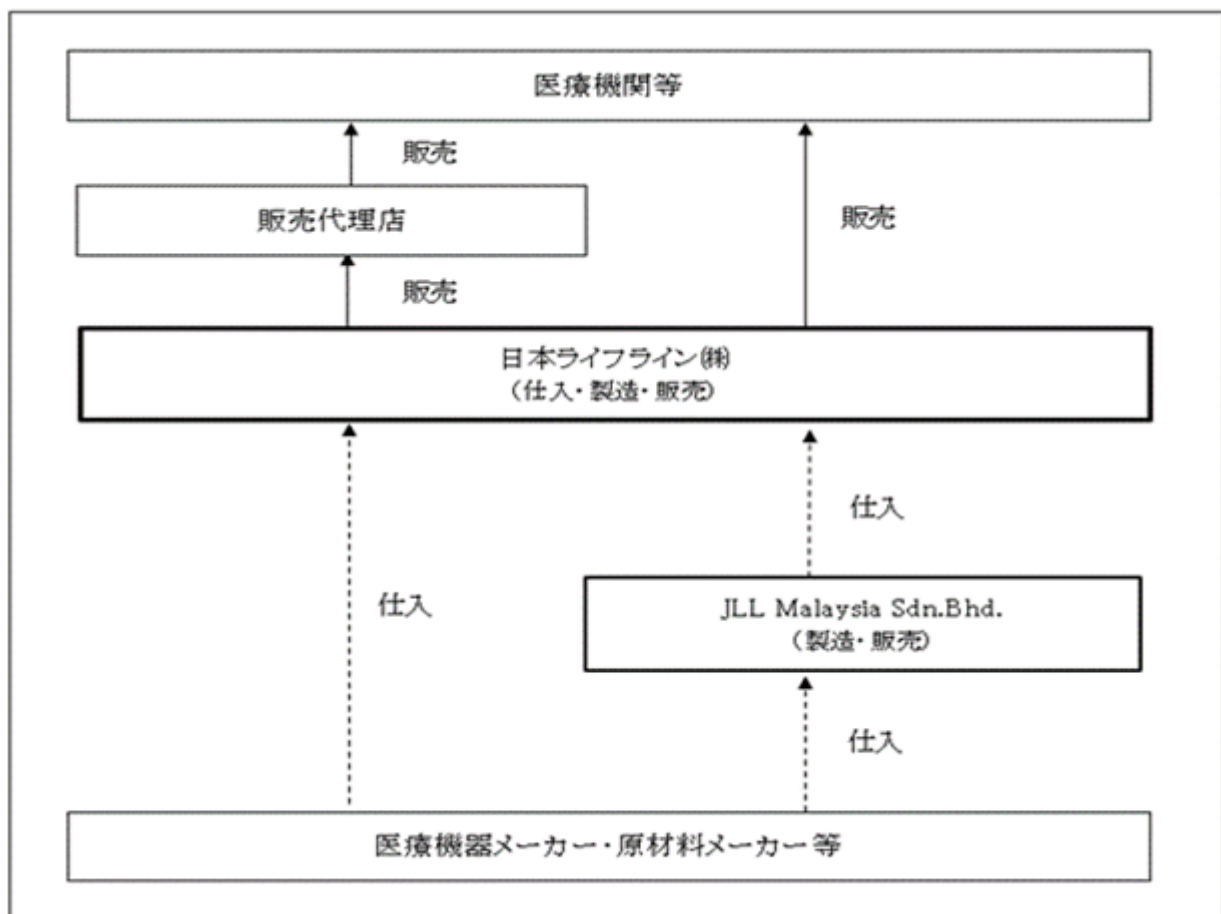 医療機関等
販売
販売代理店
販売
販売
日本ライフライン㈱
（仕入・製造・販売）
仕入
JLL Malaysia Sdn.Bhd.
（製造・販売）
仕入
仕入
医療機器メーカー・原材料メーカー等